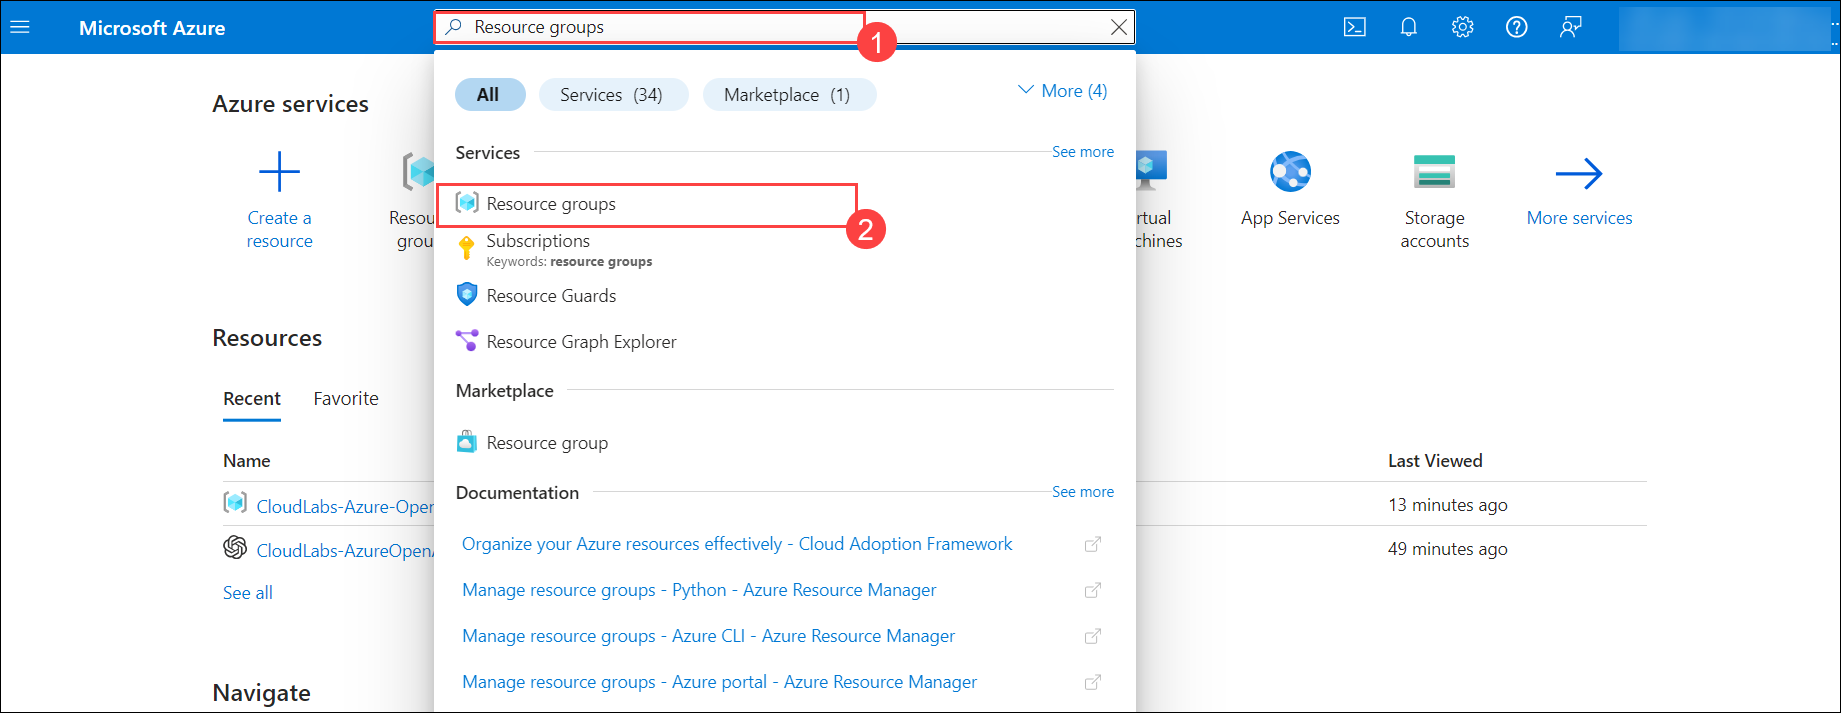 Microsoft Azure
Resource groups
1
All
Services (34)
Marketplace (1)
More (4)
Azure services
Create a
resource
Services
See more
Resource groups
2
Subscriptions
Keywords: resource groups
Resource Guards
Resource Graph Explorer
App Services
Storage
accounts
More services
Resources
Recent
Favorite
Marketplace
Resource group
Name
Last Viewed
CloudLabs-Azure-Oper
13 minutes ago
CloudLabs-AzureOpen
49 minutes ago
See all
Documentation
See more
Organize your Azure resources effectively - Cloud Adoption Framework
Manage resource groups - Python - Azure Resource Manager
Manage resource groups - Azure CLI - Azure Resource Manager
Manage resource groups - Azure portal - Azure Resource Manager
Navigate